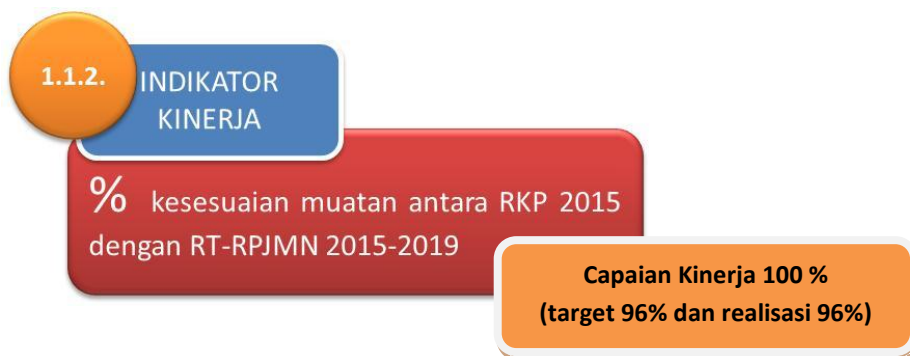 1.1.2.
INDIKATOR
KINERJA
% kesesuaian muatan antara RKP 2015
dengan RT-RPJMN 2015-2019
Capaian Kinerja 100 %
(target 96% dan realisasi 96%)